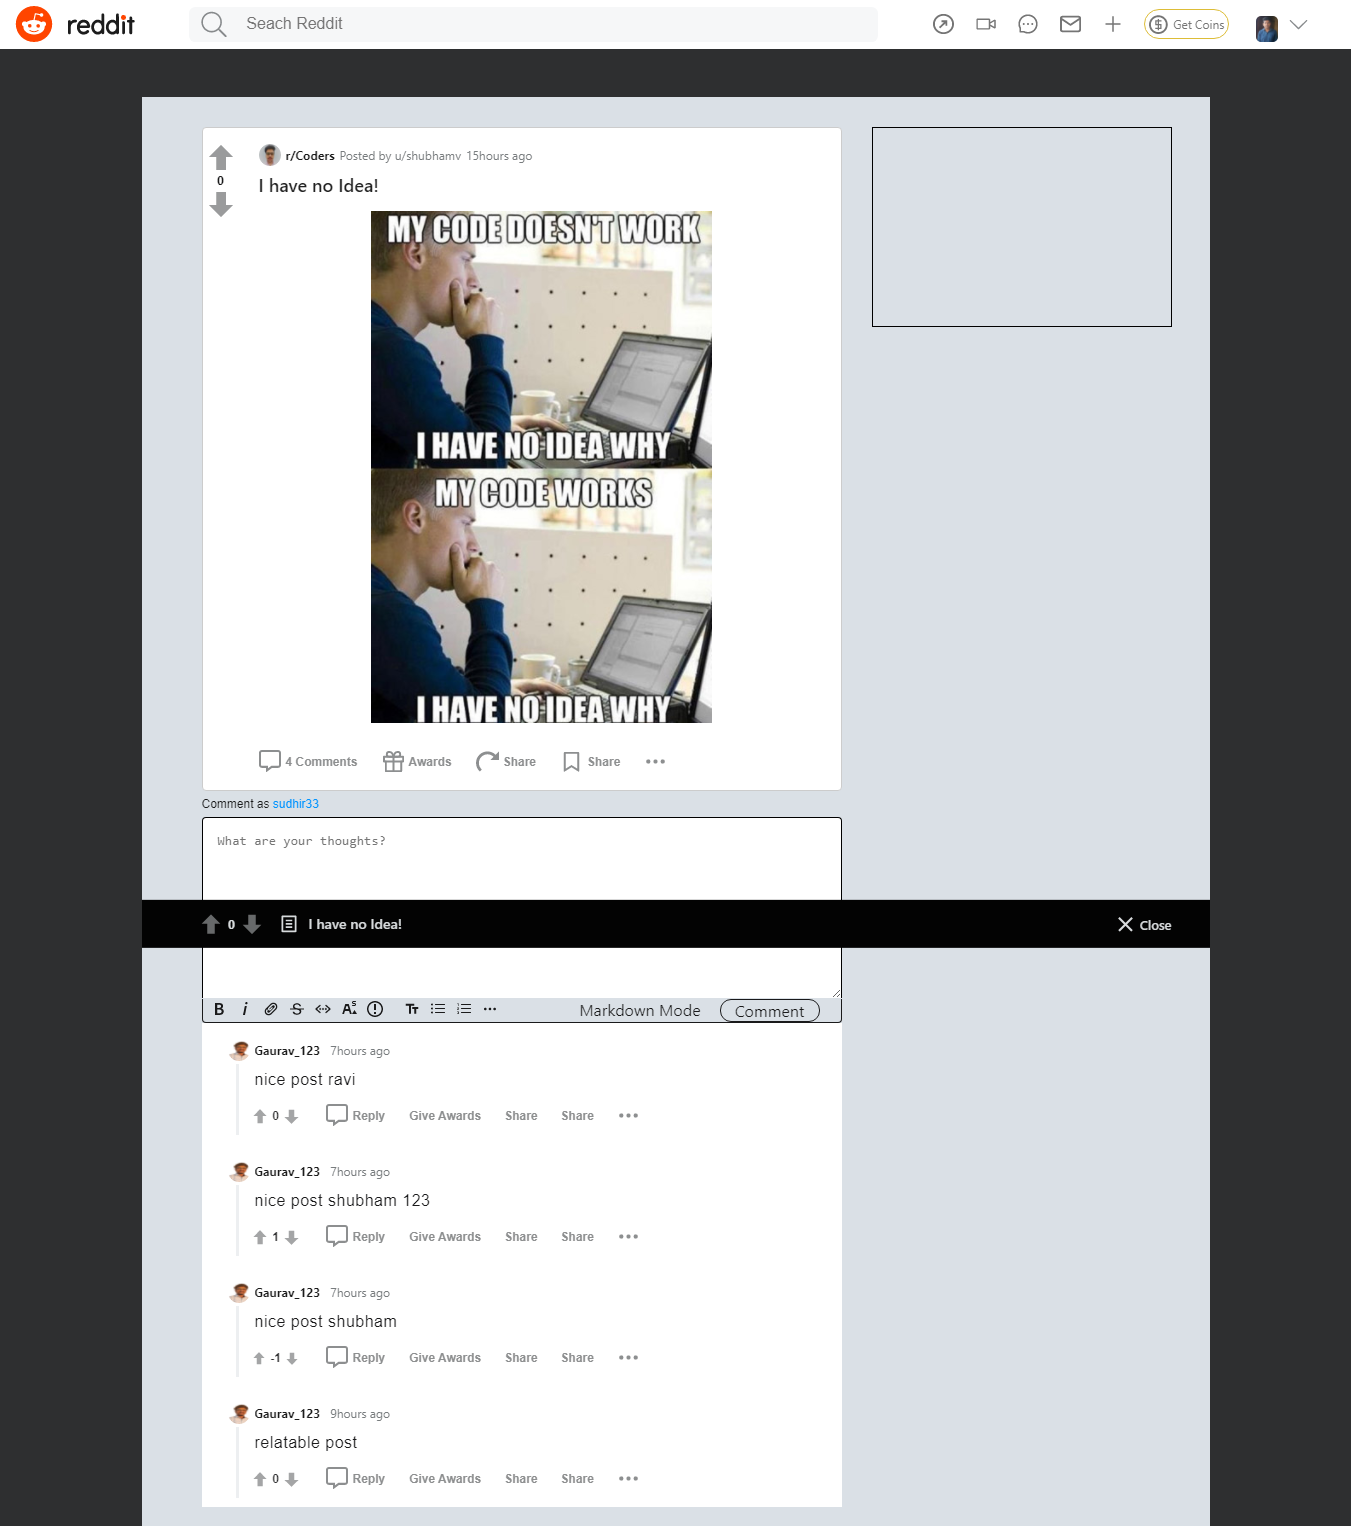 reddit
Seach Reddit
Get Coins
r/Coders Posted by u/shubhamv 15hours ago
0
I have no Idea!
MY CODE DOESN'T WORK
I HAVE NO IDEA WHY
MY CODE WORKS
I HAVE NO IDEA WHY
4 Comments Awards Share Share
Comment as sudhir33
What are your thoughts?
0 I have no Idea! Close
B i S A Tт Markdown Mode Comment
Gaurav_123 7hours ago
nice post ravi
0 Reply Give Awards Share Share
Gaurav_123 7hours ago
nice post shubham 123
1 Reply Give Awards Share Share
Gaurav_123 7hours ago
nice post shubham
-1 Reply Give Awards Share Share
Gaurav_123 9hours ago
relatable post
0 Reply Give Awards Share Share